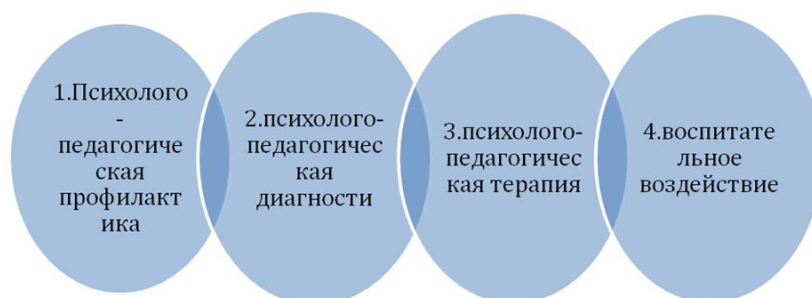 1.Психолого
-
педагогиче
ская
профилакт
ика
2.психолого-
педагогичес
кая
диагности
3.психолого-
педагогичес
кая терапия
4.воспитате
льное
воздействие